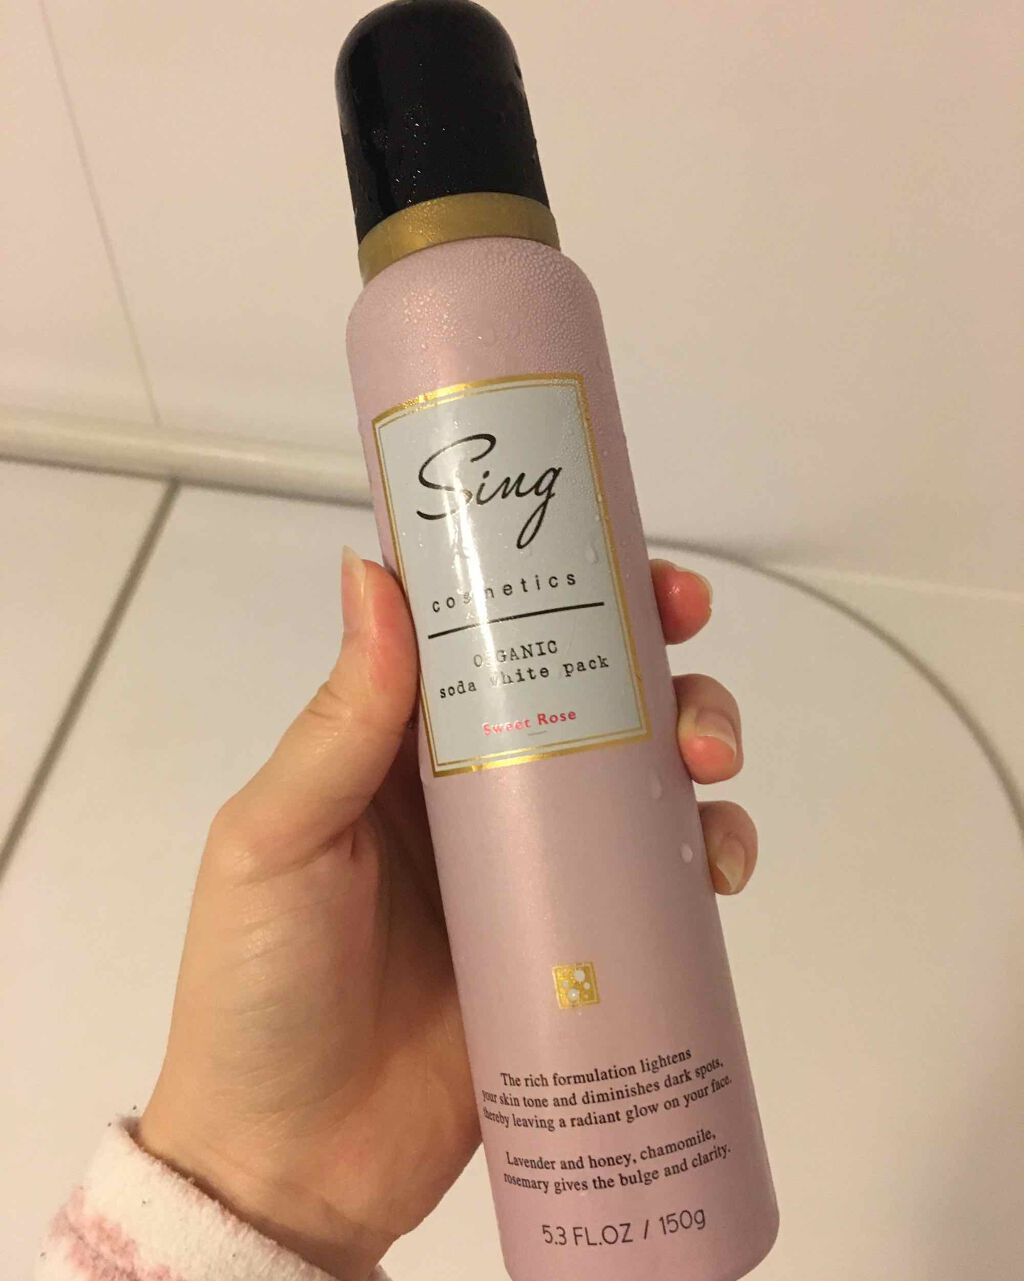 Sing
cosmetics
ORGANIC
soda white pack
Sweet Rose
The rich formulation lightens
your skin tone and diminishes dark spots,
thereby leaving a radiant glow on your face.
Lavender and honey, chamomile,
rosemary gives the bulge and clarity.
5.3 FL.OZ / 150g